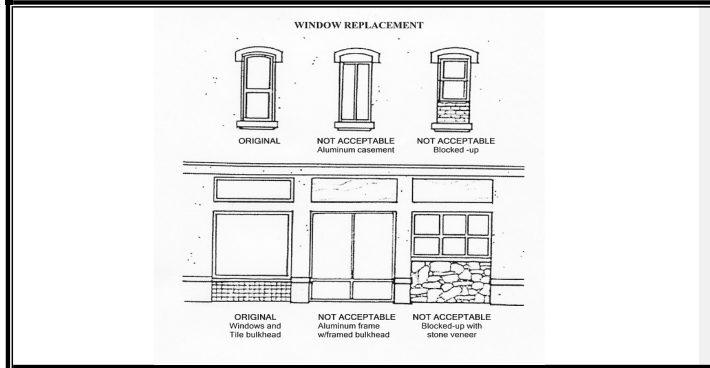 WINDOW REPLACEMENT
ORIGINAL
NOT ACCEPTABLE
Aluminum casement
NOT ACCEPTABLE
Blocked -up
ORIGINAL
Windows and
Tile bulkhead
NOT ACCEPTABLE
Aluminum frame
w/framed bulkhead
NOT ACCEPTABLE
Blocked-up with
stone veneer